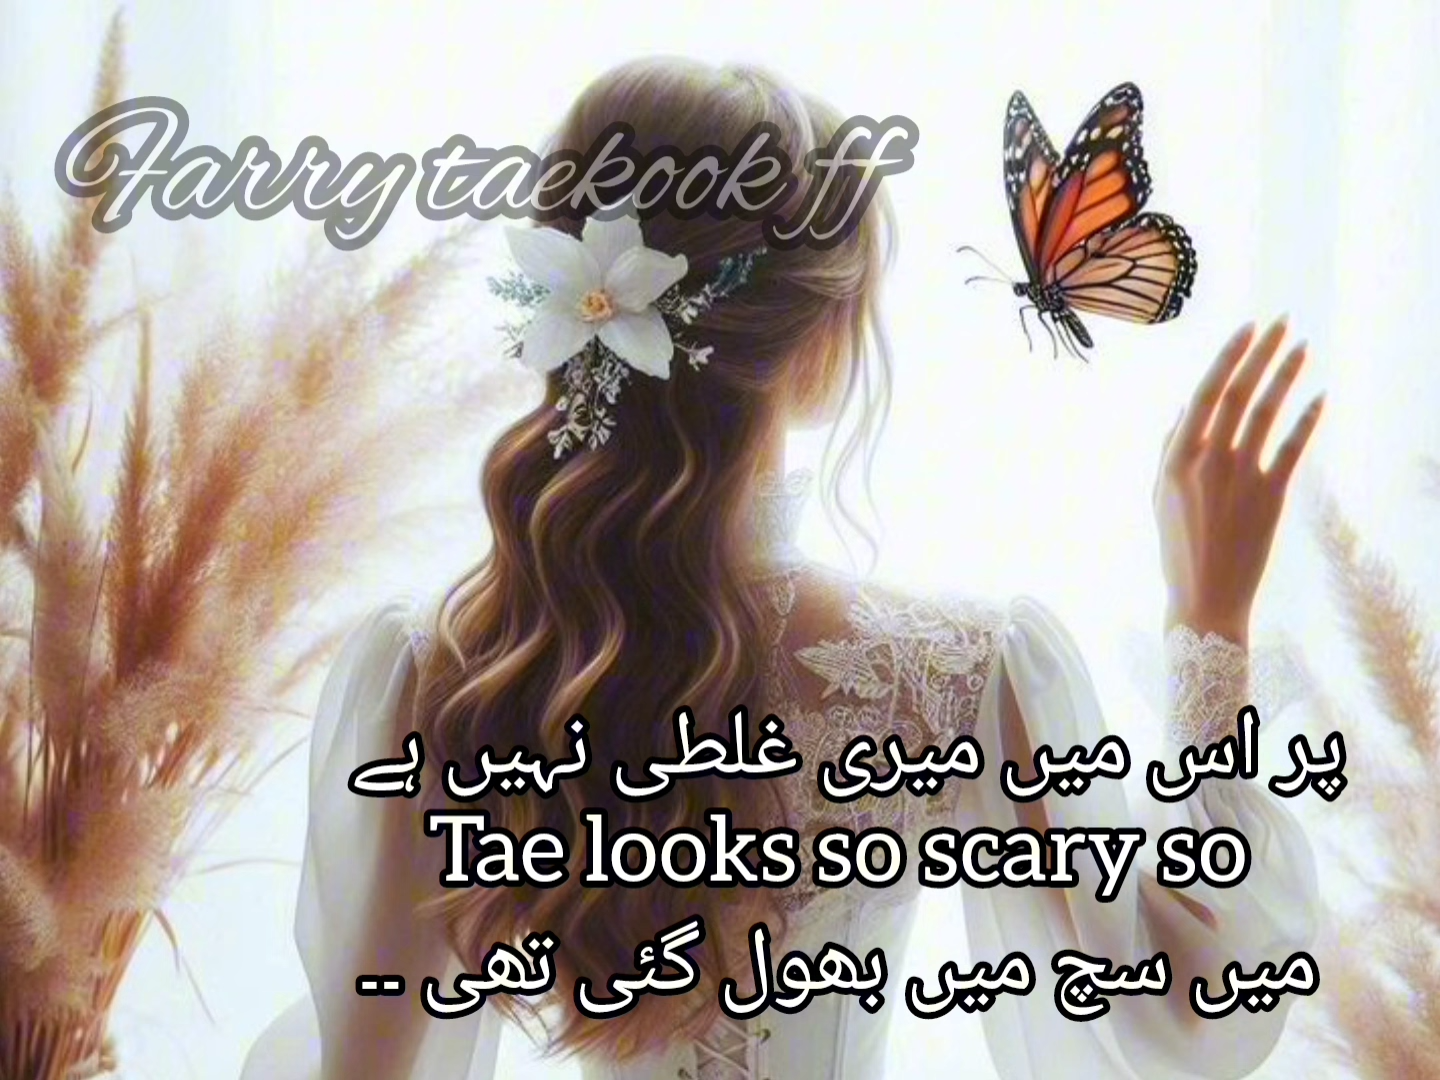 Farry taekook ff
پر اس میں میری غلطی نہیں ہے
Tae looks so scary so
میں سچ میں بھول گئی تھی --